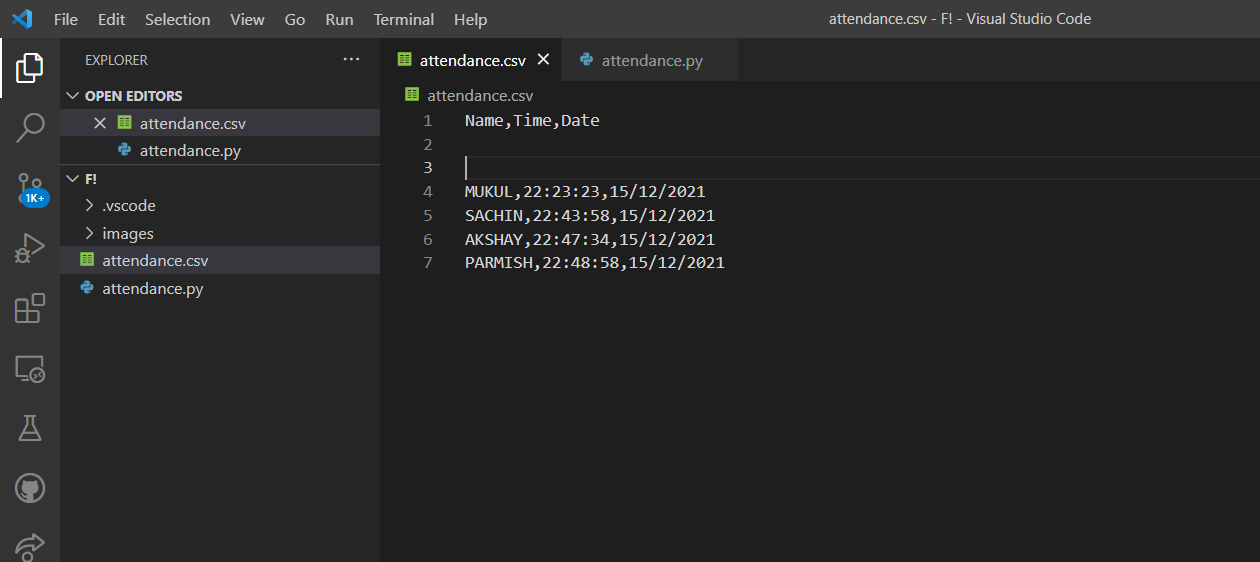 File Edit Selection View Go Run Terminal Help attendance.csv - F! - Visual Studio Code
EXPLORER ···
OPEN EDITORS
attendance.csv
attendance.py
1K+
F!
.vscode
images
attendance.csv
attendance.py
attendance.csv attendance.py
attendance.csv
1 Name,Time,Date
2
3
4 MUKUL,22:23:23,15/12/2021
5 SACHIN,22:43:58,15/12/2021
6 AKSHAY,22:47:34,15/12/2021
7 PARMISH,22:48:58,15/12/2021